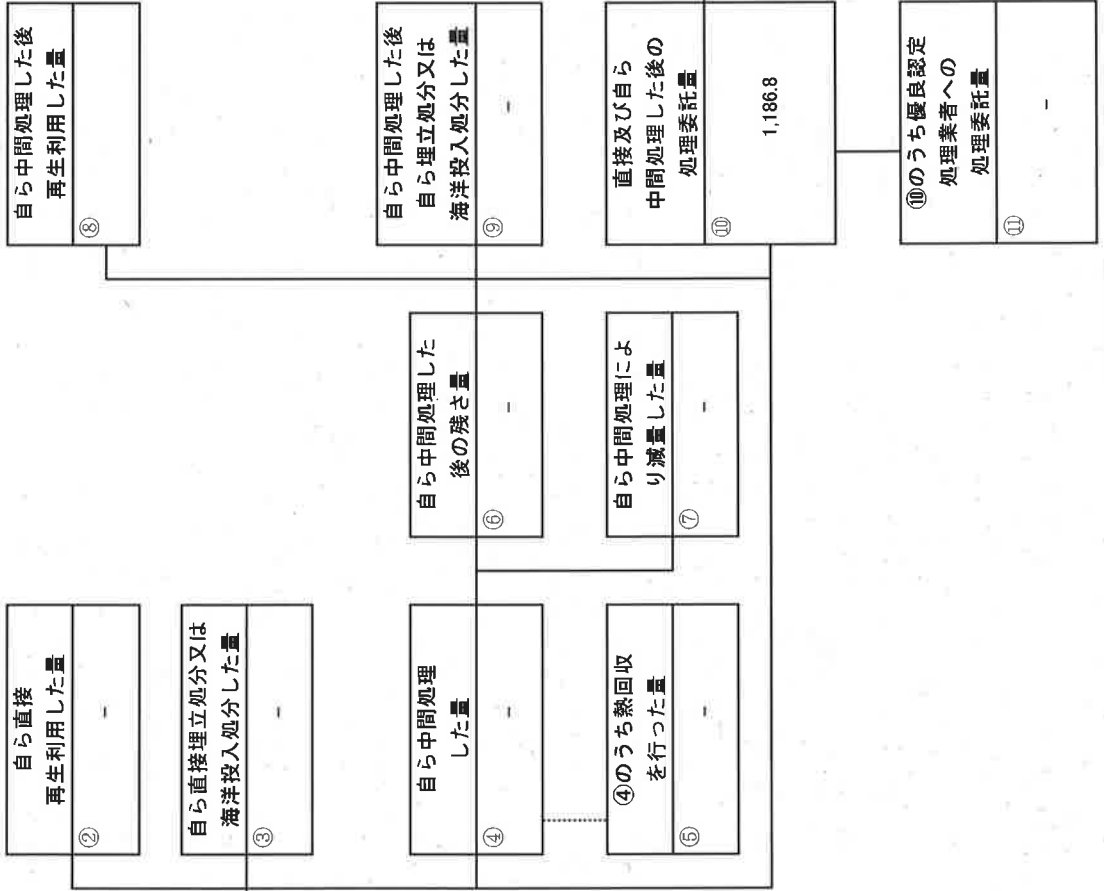 自ら直接
再生利用した量
②
-
自ら直接埋立処分又は
海洋投入処分した量
③
-
自ら中間処理
した量
④
-
④のうち熱回収
を行った量
⑤
-
自ら中間処理した
後の残さ量
⑥
-
自ら中間処理によ
り減量した量
⑦
-
自ら中間処理した後
再生利用した量
⑧
自ら中間処理した後
自ら埋立処分又は
海洋投入処分した量
⑨
-
直接及び自ら
中間処理した後の
処理委託量
⑩
1,186.8
⑩のうち優良認定
処理業者への
処理委託量
⑪
-